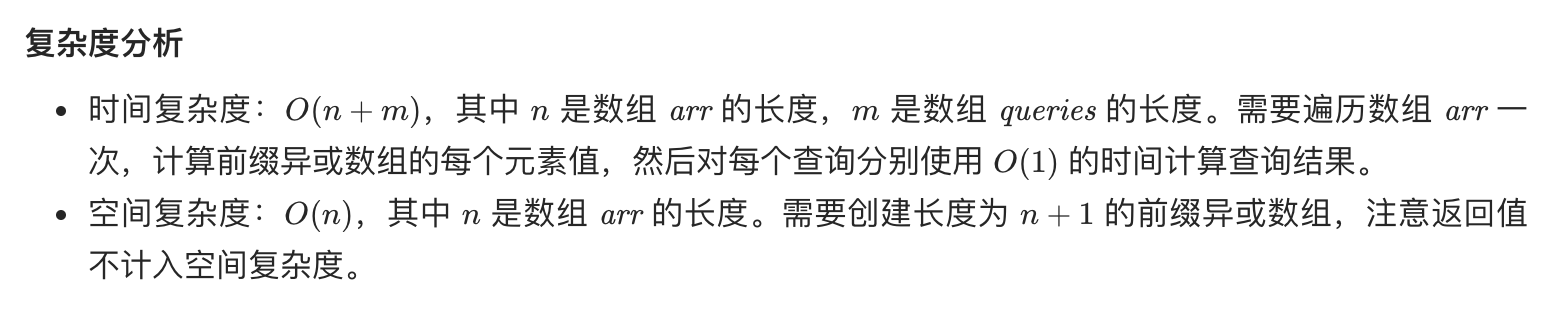 复杂度分析
• 时间复杂度：O(n + m)，其中 n 是数组 arr 的长度，m 是数组 queries 的长度。需要遍历数组 arr 一
次，计算前缀异或数组的每个元素值，然后对每个查询分别使用 O(1) 的时间计算查询结果。
• 空间复杂度：O(n)，其中 n 是数组 arr 的长度。需要创建长度为 n + 1 的前缀异或数组，注意返回值
不计入空间复杂度。